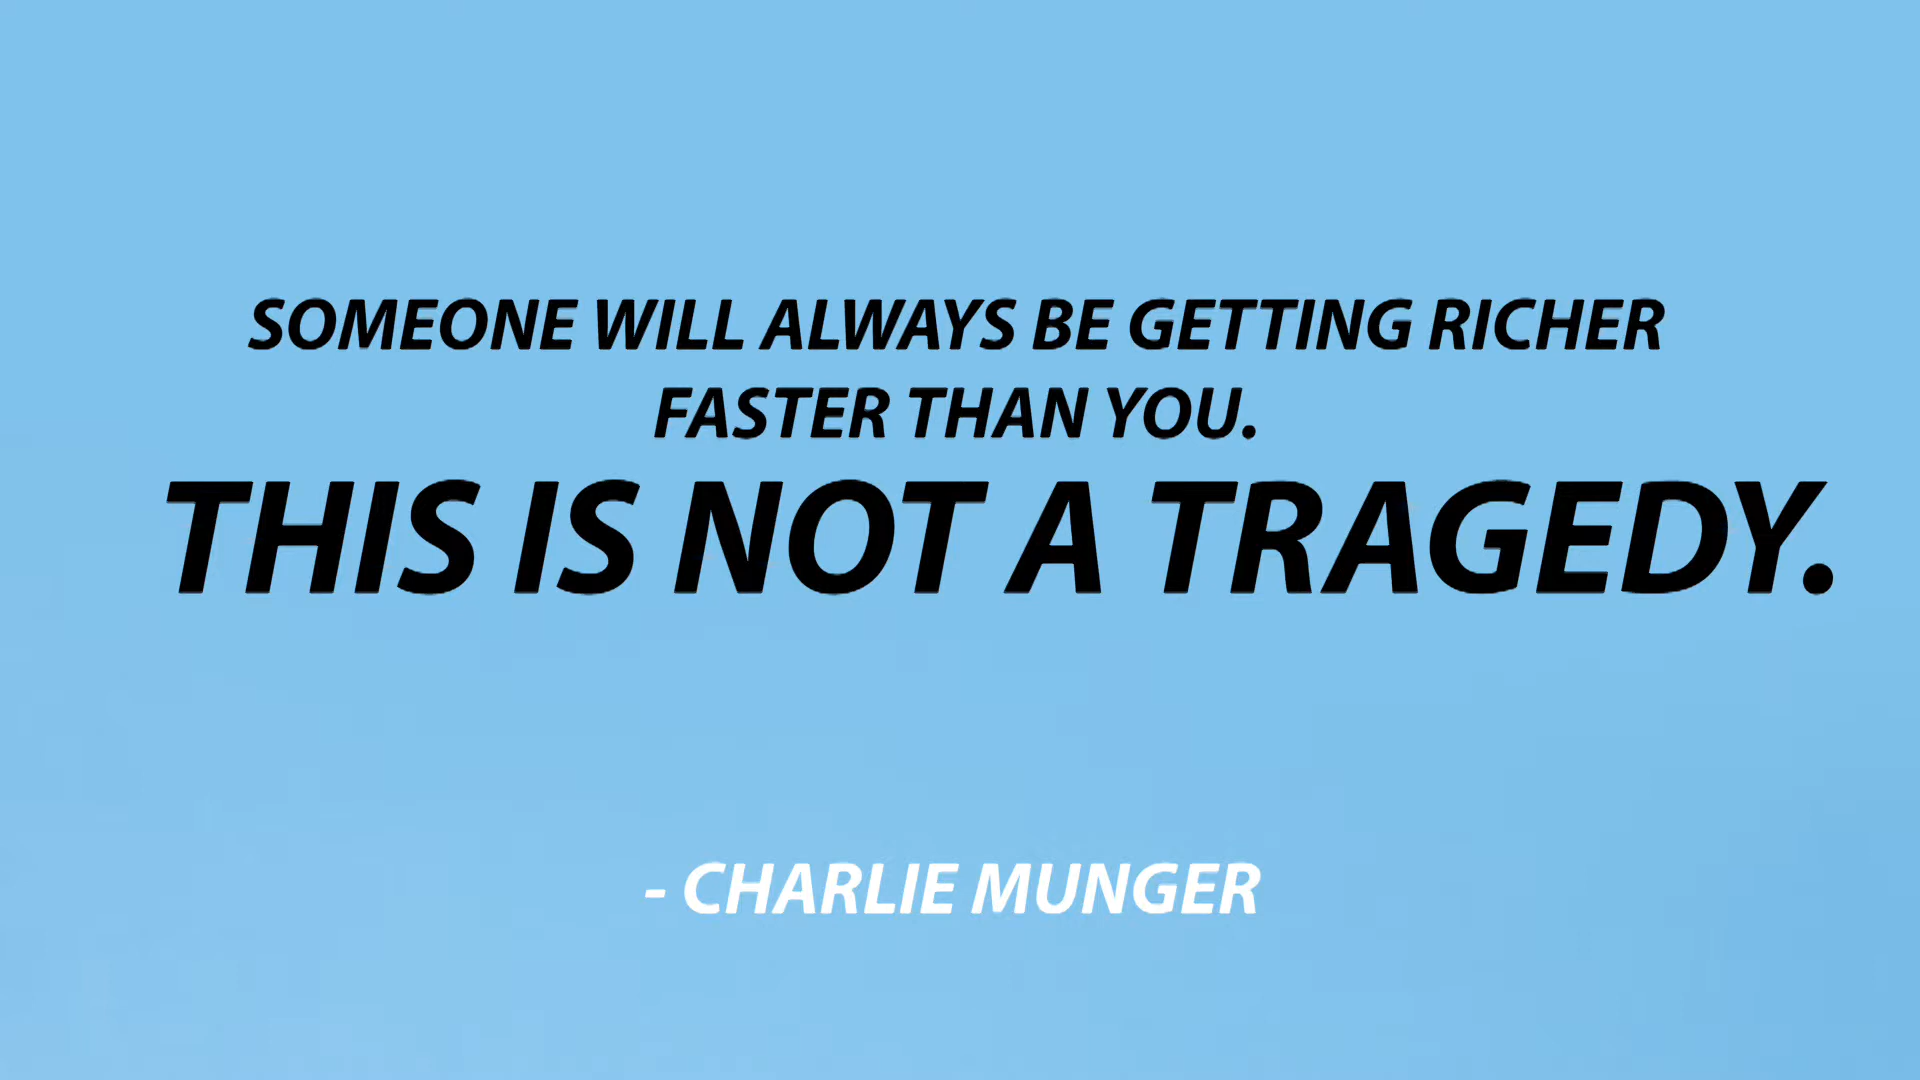 SOMEONE WILL ALWAYS BE GETTING RICHER
FASTER THAN YOU.
THIS IS NOT A TRAGEDY.
- CHARLIE MUNGER